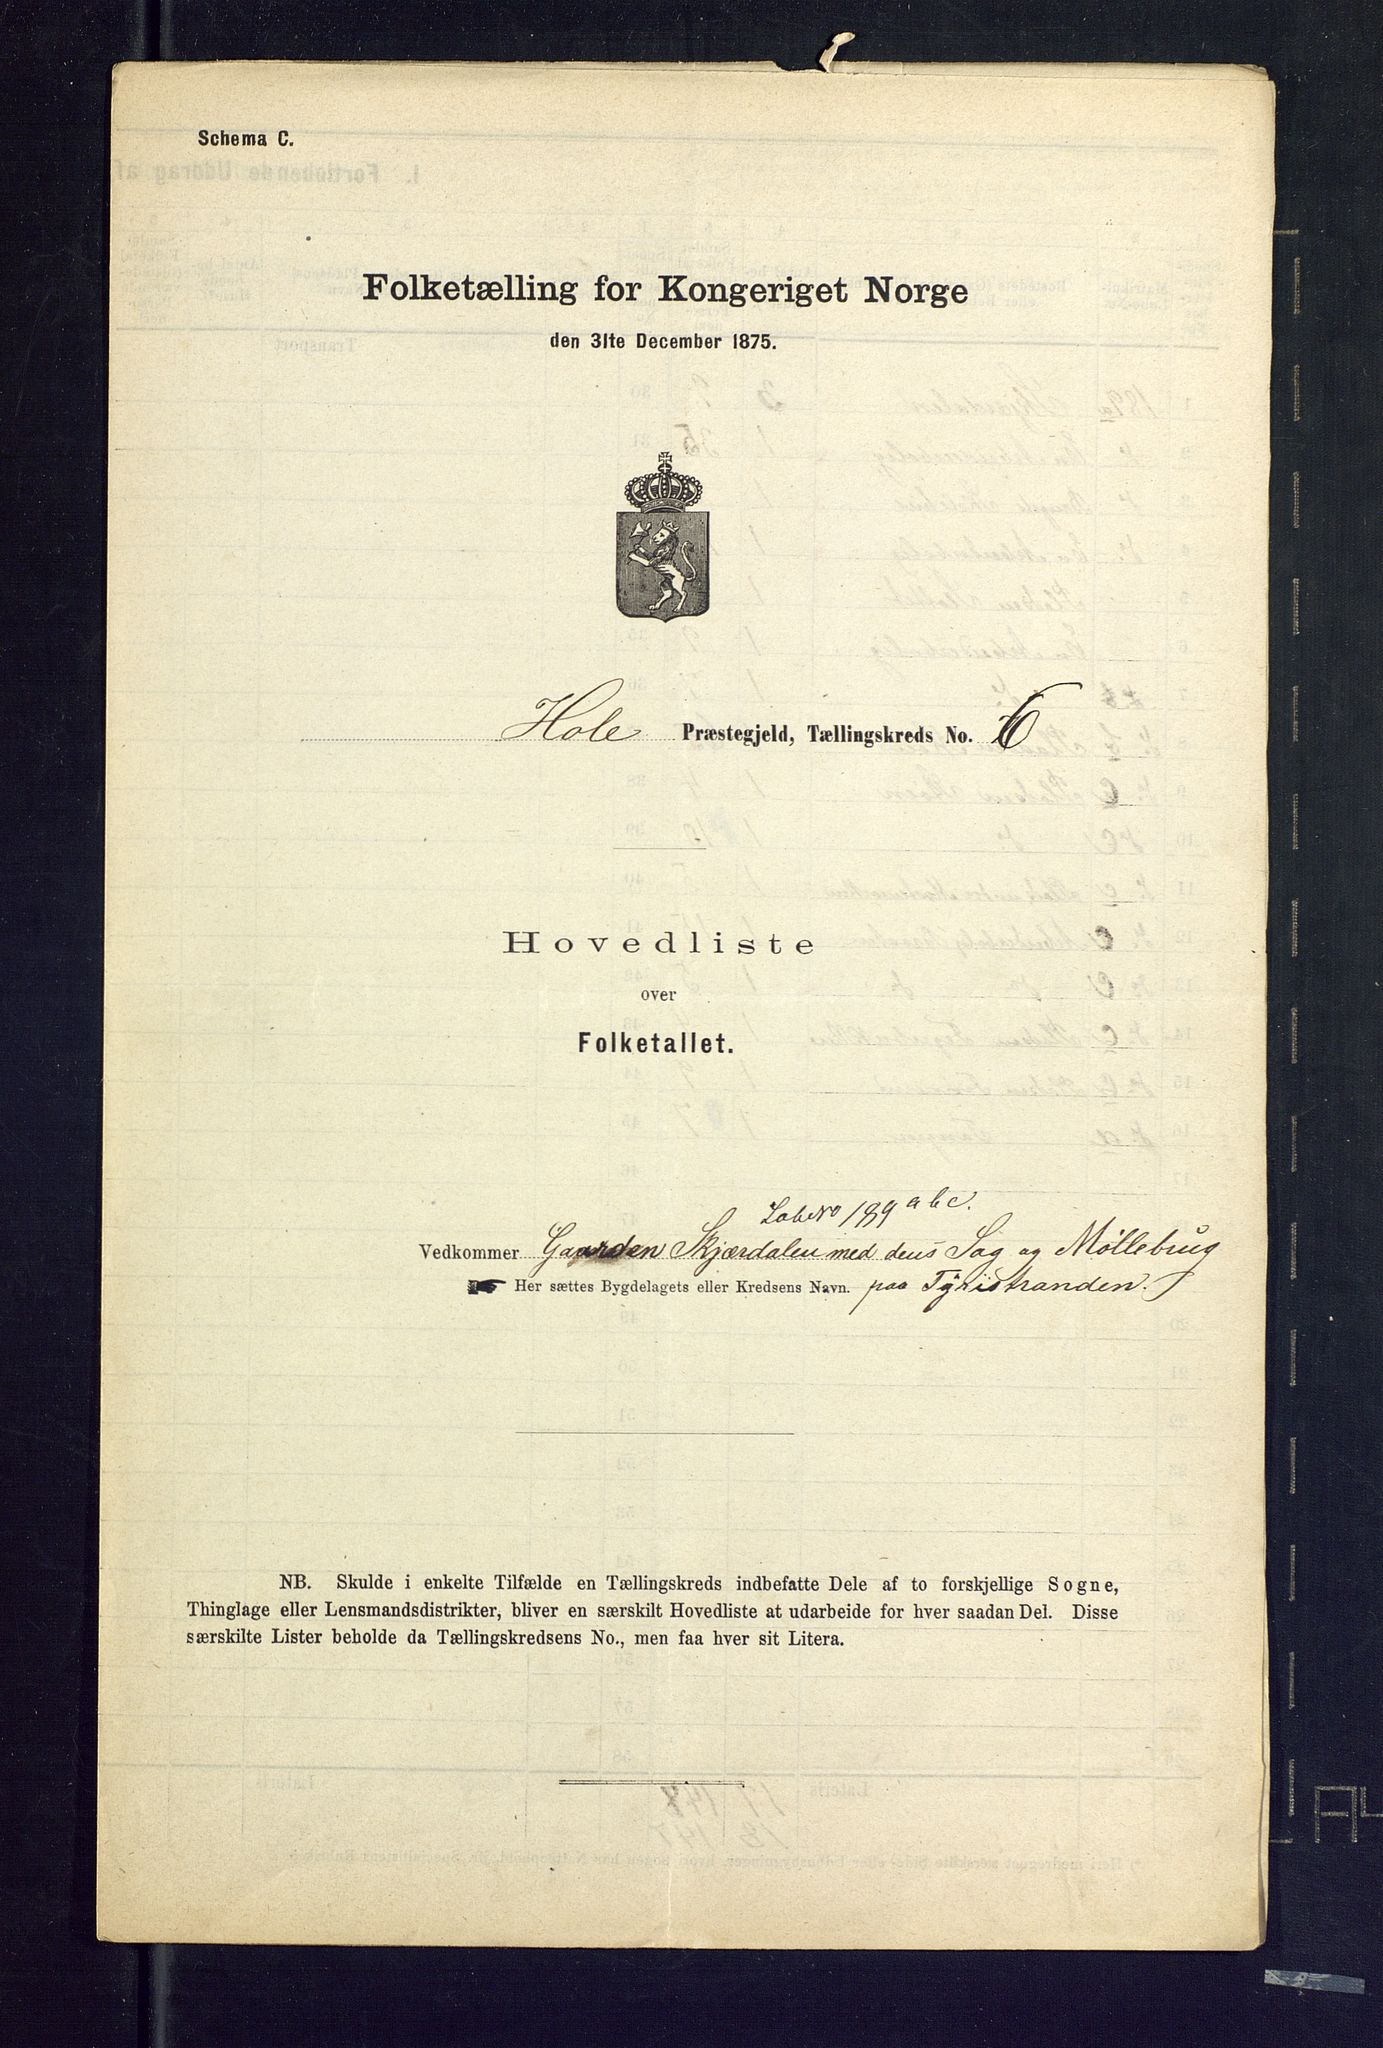 Schema C.
Folketælling for Kongeriget Norge
den 31te December 1875.
Hole Præstegjeld, Tællingskreds No. 6
Hovedliste
over
Folketallet.
LøbeNo 189 abc.
Vedkommer Gaarden Skjærdalen med dens Sag og Møllebrug
Her sættes Bygdelagets eller Kredsens Navn. paa Tyristranden.
NB. Skulde i enkelte Tilfælde en Tællingskreds indbefatte Dele af to forskjellige Sogne,
Thinglage eller Lensmandsdistrikter, bliver en særskilt Hovedliste at udarbeide for hver saadan Del. Disse
særskilte Lister beholde da Tællingskredsens No., men faa hver sit Litera.